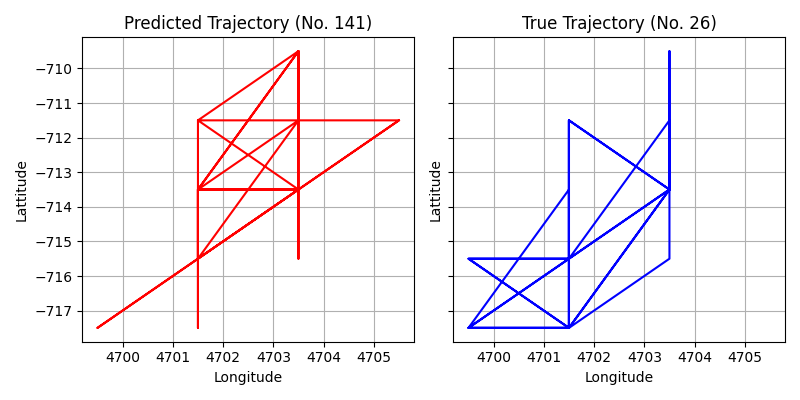 Predicted Trajectory (No. 141)
Lattitude
−710
−711
−712
−713
−714
−715
−716
−717
4700 4701 4702 4703 4704 4705
Longitude
True Trajectory (No. 26)
Lattitude
4700 4701 4702 4703 4704 4705
Longitude